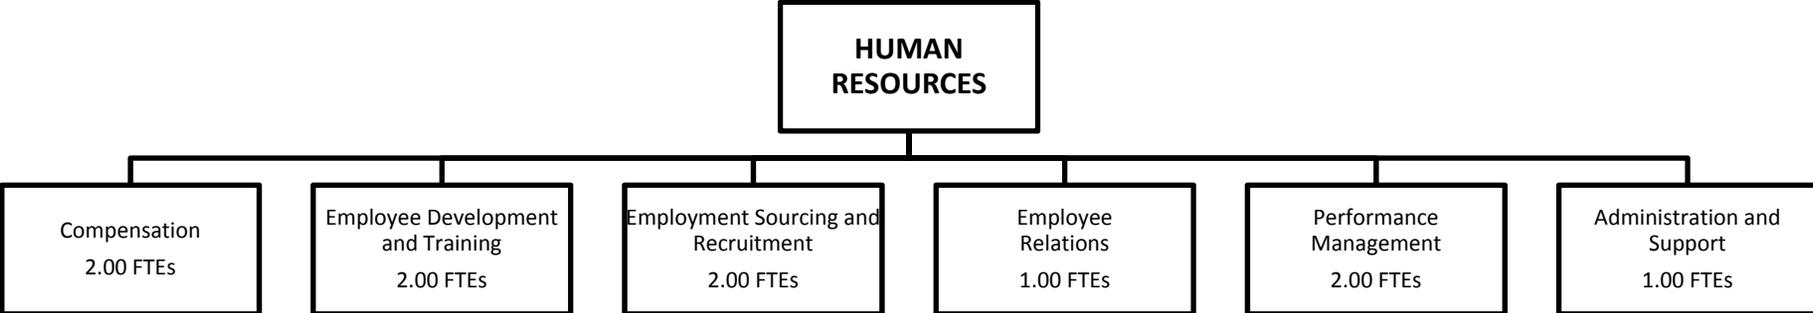 HUMAN
RESOURCES
Compensation
2.00 FTEs
Employee Development
and Training
2.00 FTEs
Employment Sourcing and
Recruitment
2.00 FTEs
Employee
Relations
1.00 FTEs
Performance
Management
2.00 FTEs
Administration and
Support
1.00 FTEs